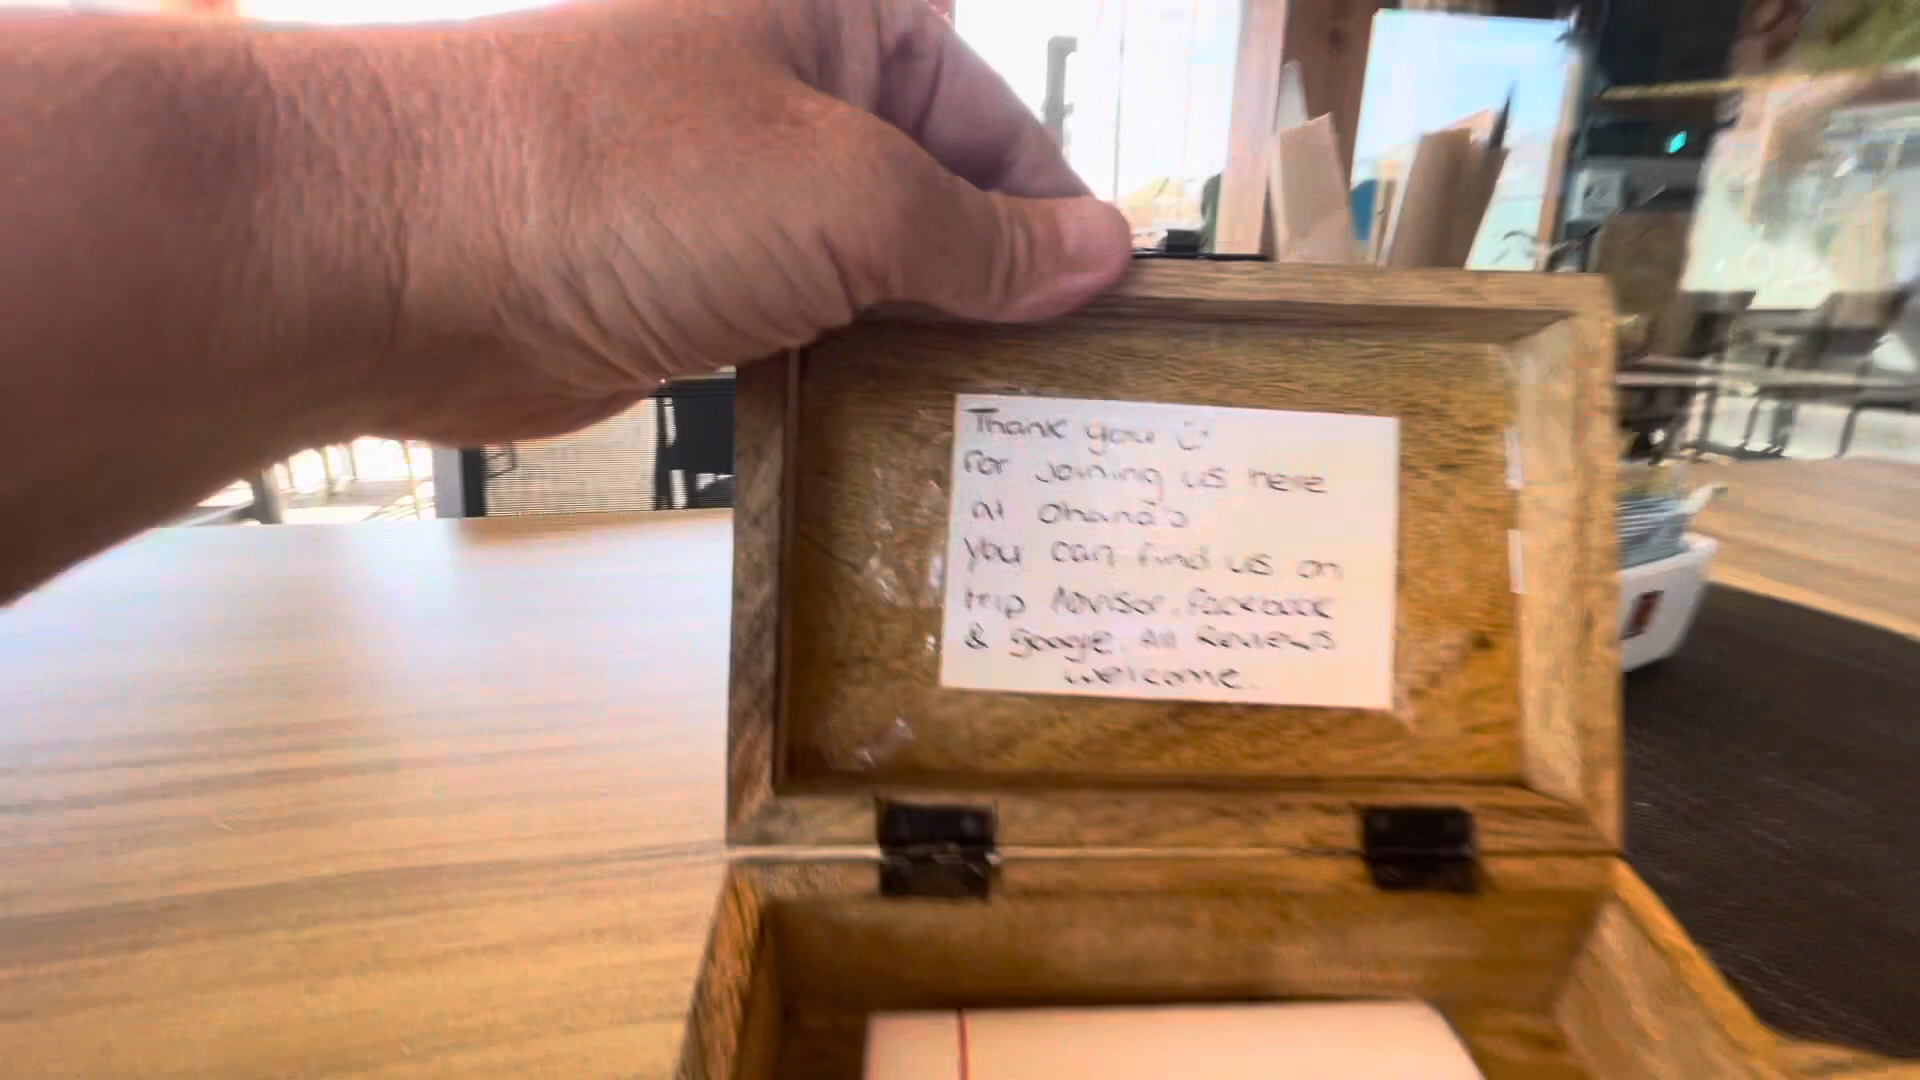 Thank you ü
for joining us here
at Ohana's
you can find us on
trip Advisor, facebook
& google. All Reviews
welcome.